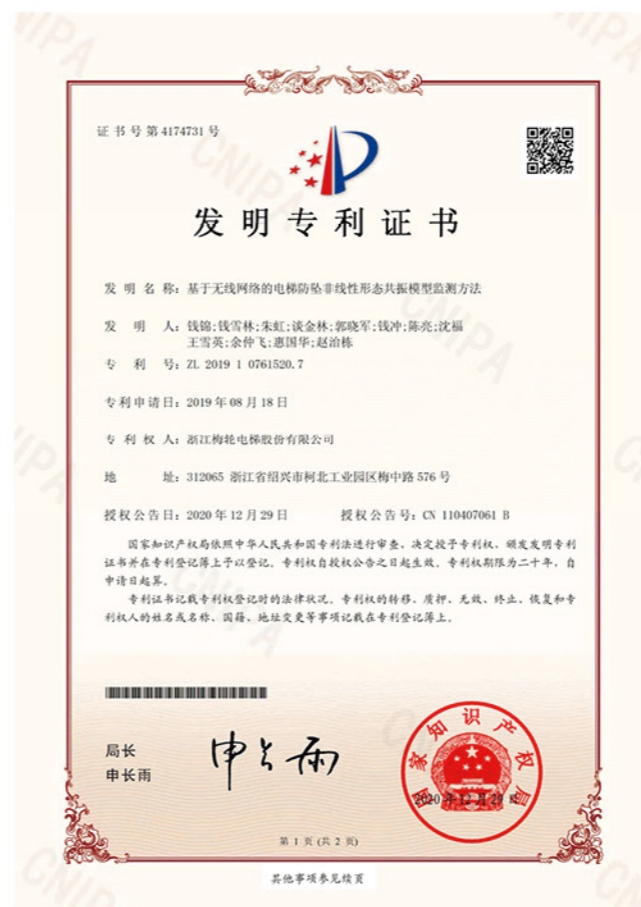 证书号第4174731号
发明专利证书
发 明 名 称：基于无线网络的电梯防坠非线性形态共振模型监测方法
发 明 人：钱锦;钱雪林;朱虹;谈金林;郭晓军;钱冲;陈亮;沈福
王雪英;余仲飞;惠国华;赵治栋
专 利 号：ZL 2019 1 0761520.7
专利申请日：2019年08月18日
专 利 权 人：浙江梅轮电梯股份有限公司
地 址：312065 浙江省绍兴市柯北工业园区梅中路576号
授权公告日：2020年12月29日 授权公告号：CN 110407061 B
国家知识产权局依照中华人民共和国专利法进行审查，决定授予专利权，颁发发明专利
证书并在专利登记簿上予以登记。专利权自授权公告之日起生效。专利权期限为二十年，自
申请日起算。
专利证书记载专利权登记时的法律状况。专利权的转移、质押、无效、终止、恢复和专
利权人的姓名或名称、国籍、地址变更等事项记载在专利登记簿上。
局长
申长雨
申长雨
国家知识产权局
2020年12月29日
第 1 页 (共 2 页)
其他事项参见续页
CNIPA